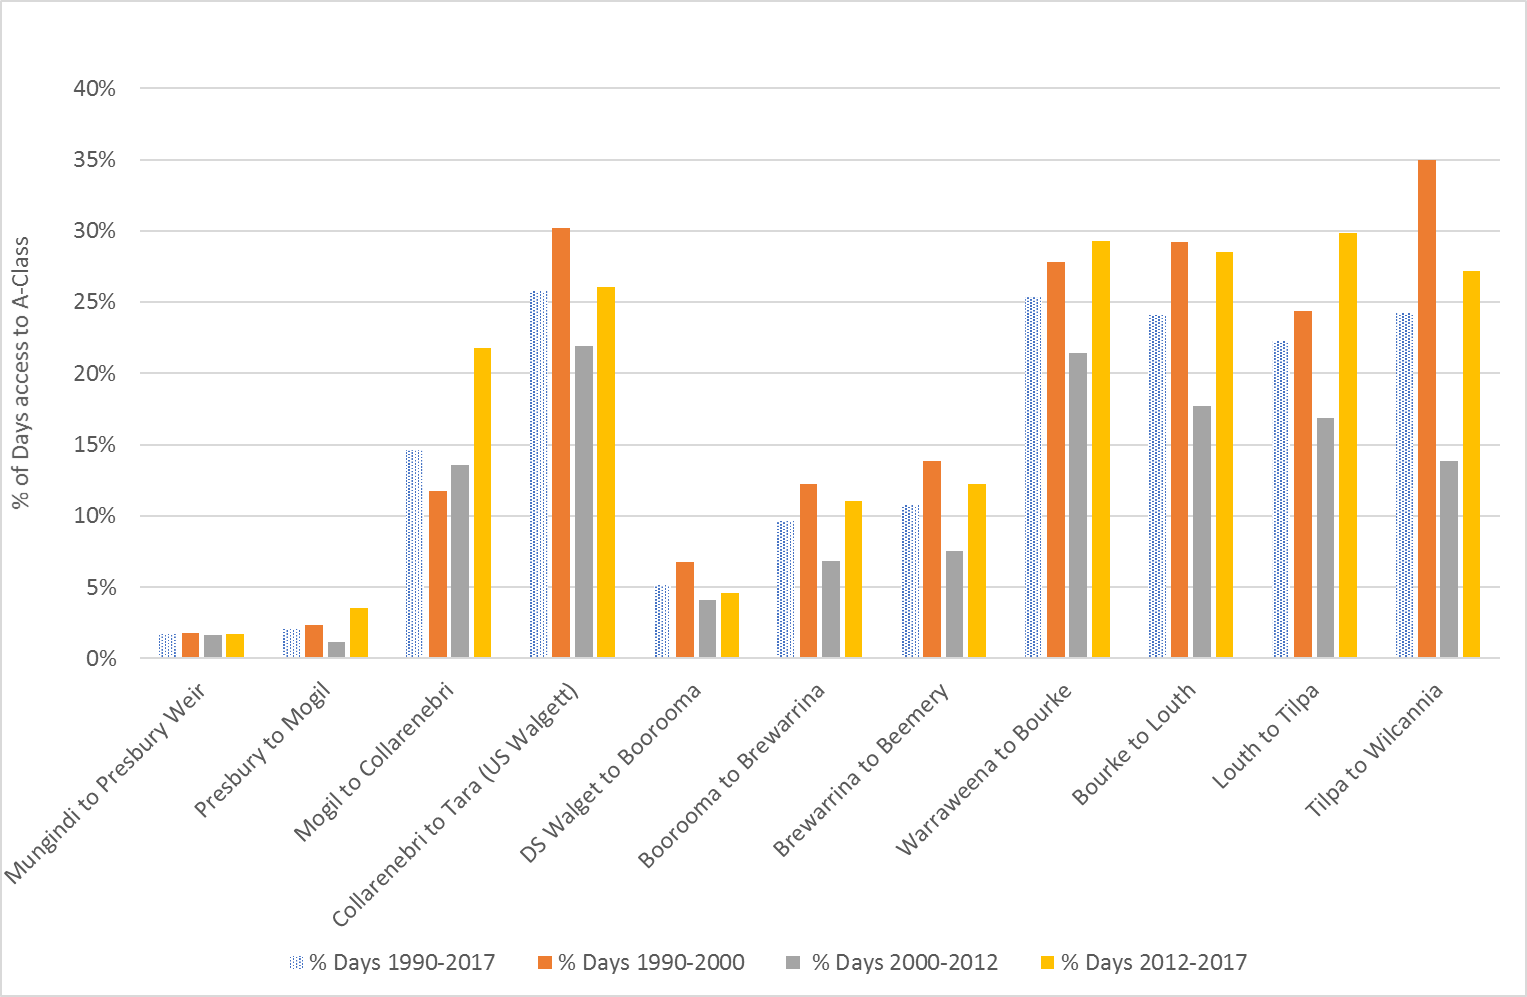 40%
35%
30%
25%
20%
15%
10%
5%
0%
% of Days access to A-Class
Mungindi to Presbury Weir
Presbury to Mogil
Mogil to Collarenebri
Collarenebri to Tara (US Walgett)
DS Walget to Boorooma
Boorooma to Brewarrina
Brewarrina to Beemery
Warraweena to Bourke
Bourke to Louth
Louth to Tilpa
Tilpa to Wilcannia
% Days 1990-2017
% Days 1990-2000
% Days 2000-2012
% Days 2012-2017